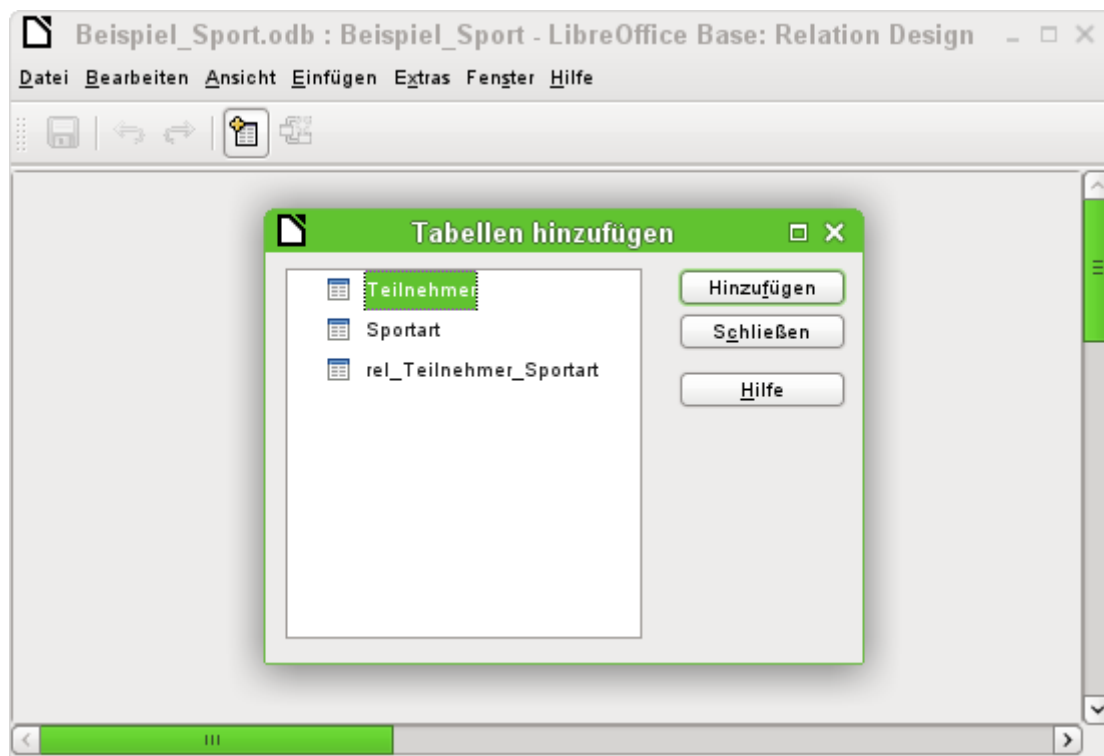 Beispiel_Sport.odb : Beispiel_Sport - LibreOffice Base: Relation Design
Datei Bearbeiten Ansicht Einfügen Extras Fenster Hilfe
Tabellen hinzufügen
Teilnehmer
Sportart
rel_Teilnehmer_Sportart
Hinzufügen
Schließen
Hilfe